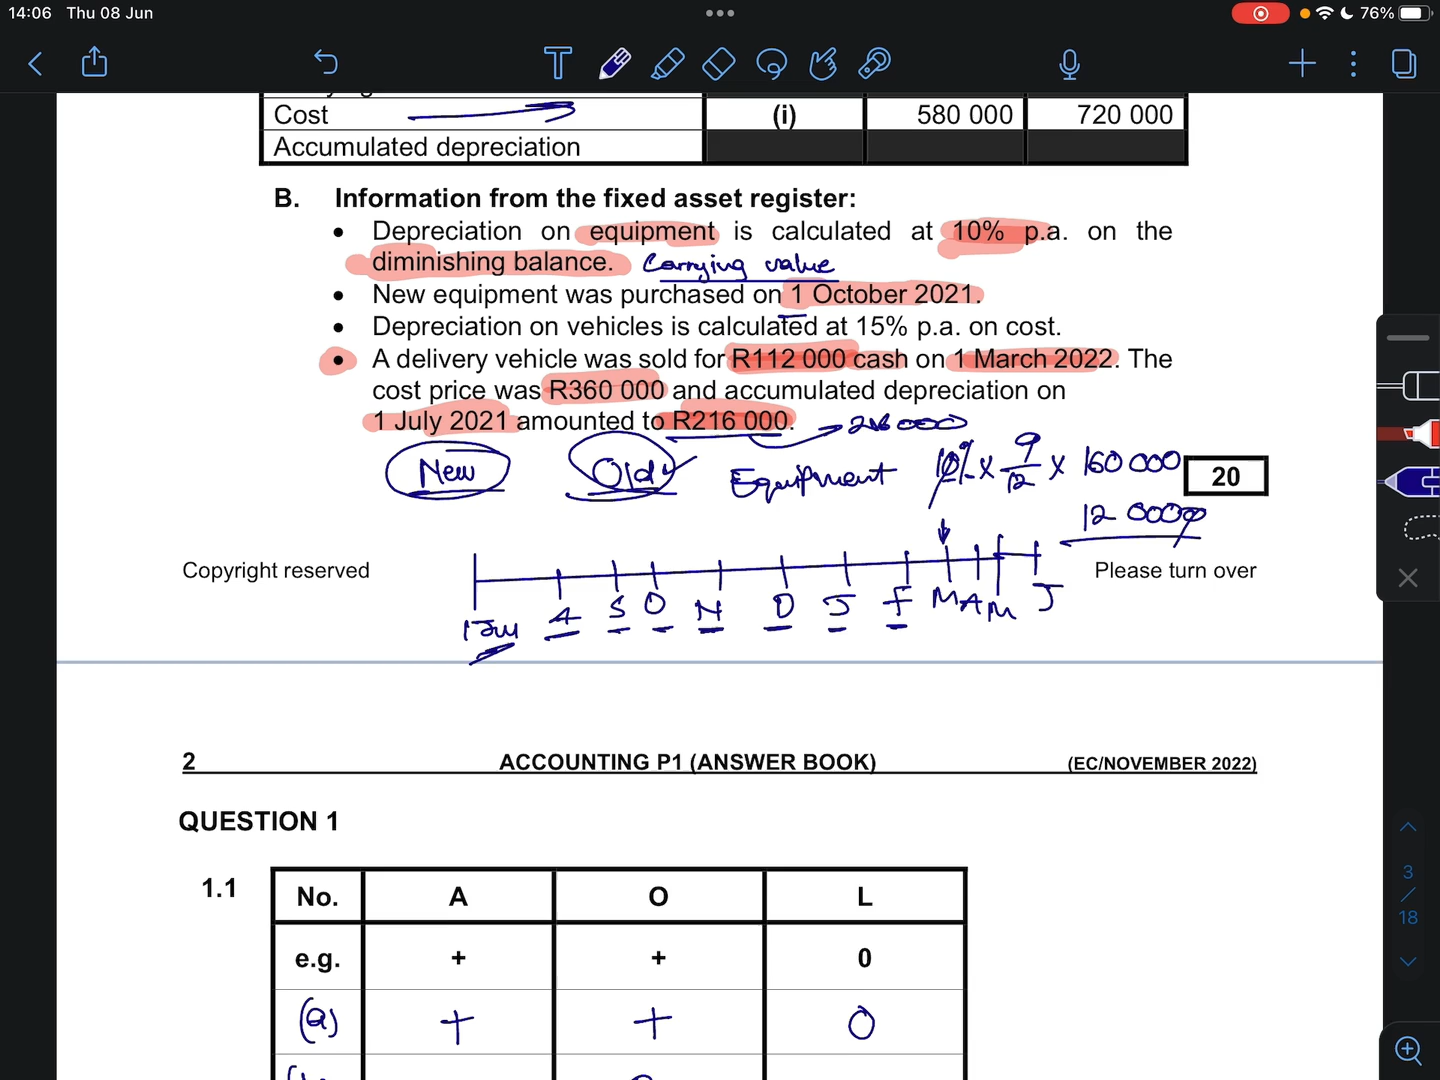 14:06 Thu 08 Jun
76%
Cost (i) 580 000 720 000
Accumulated depreciation
B. Information from the fixed asset register:
• Depreciation on equipment is calculated at 10% p.a. on the
diminishing balance. Carrying value
• New equipment was purchased on 1 October 2021.
• Depreciation on vehicles is calculated at 15% p.a. on cost.
• A delivery vehicle was sold for R112 000 cash on 1 March 2022. The
cost price was R360 000 and accumulated depreciation on
1 July 2021 amounted to R216 000.
New Old Equipment 10% x 9/12 x 160 000 20
12 000
Copyright reserved Please turn over
1 Jul A S O N D J F M A M J
2 ACCOUNTING P1 (ANSWER BOOK) (EC/NOVEMBER 2022)
QUESTION 1
1.1 No. A O L
e.g. + + 0
(a) + + 0
3
/
18